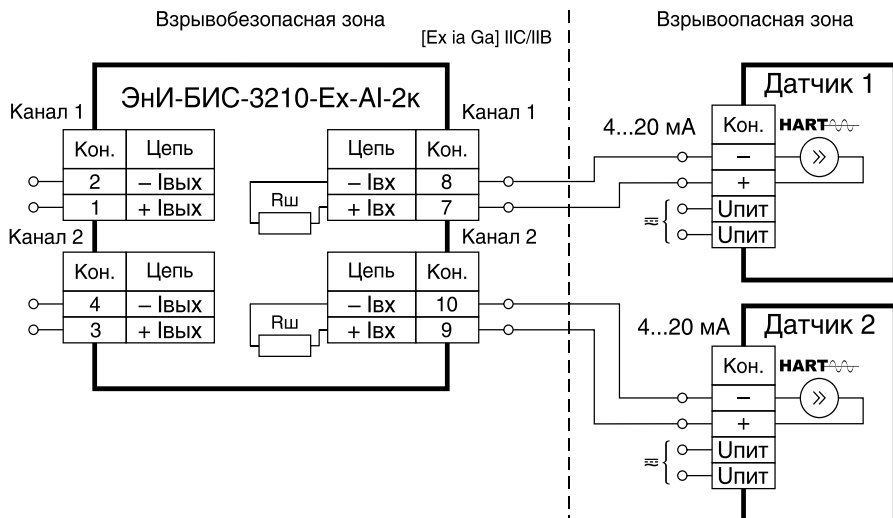 Взрывобезопасная зона
[Ex ia Ga] IIC/IIB
Взрывоопасная зона
ЭнИ-БИС-3210-Ex-AI-2к
Канал 1
Кон. Цепь
2 – Iвых
1 + Iвых
Канал 2
Кон. Цепь
4 – Iвых
3 + Iвых
Канал 1
Цепь Кон.
Rш
– Iвх 8
+ Iвх 7
Канал 2
Цепь Кон.
Rш
– Iвх 10
+ Iвх 9
Датчик 1
4...20 мА
Кон. HART
–
+
Uпит
Uпит
Датчик 2
4...20 мА
Кон. HART
–
+
Uпит
Uпит